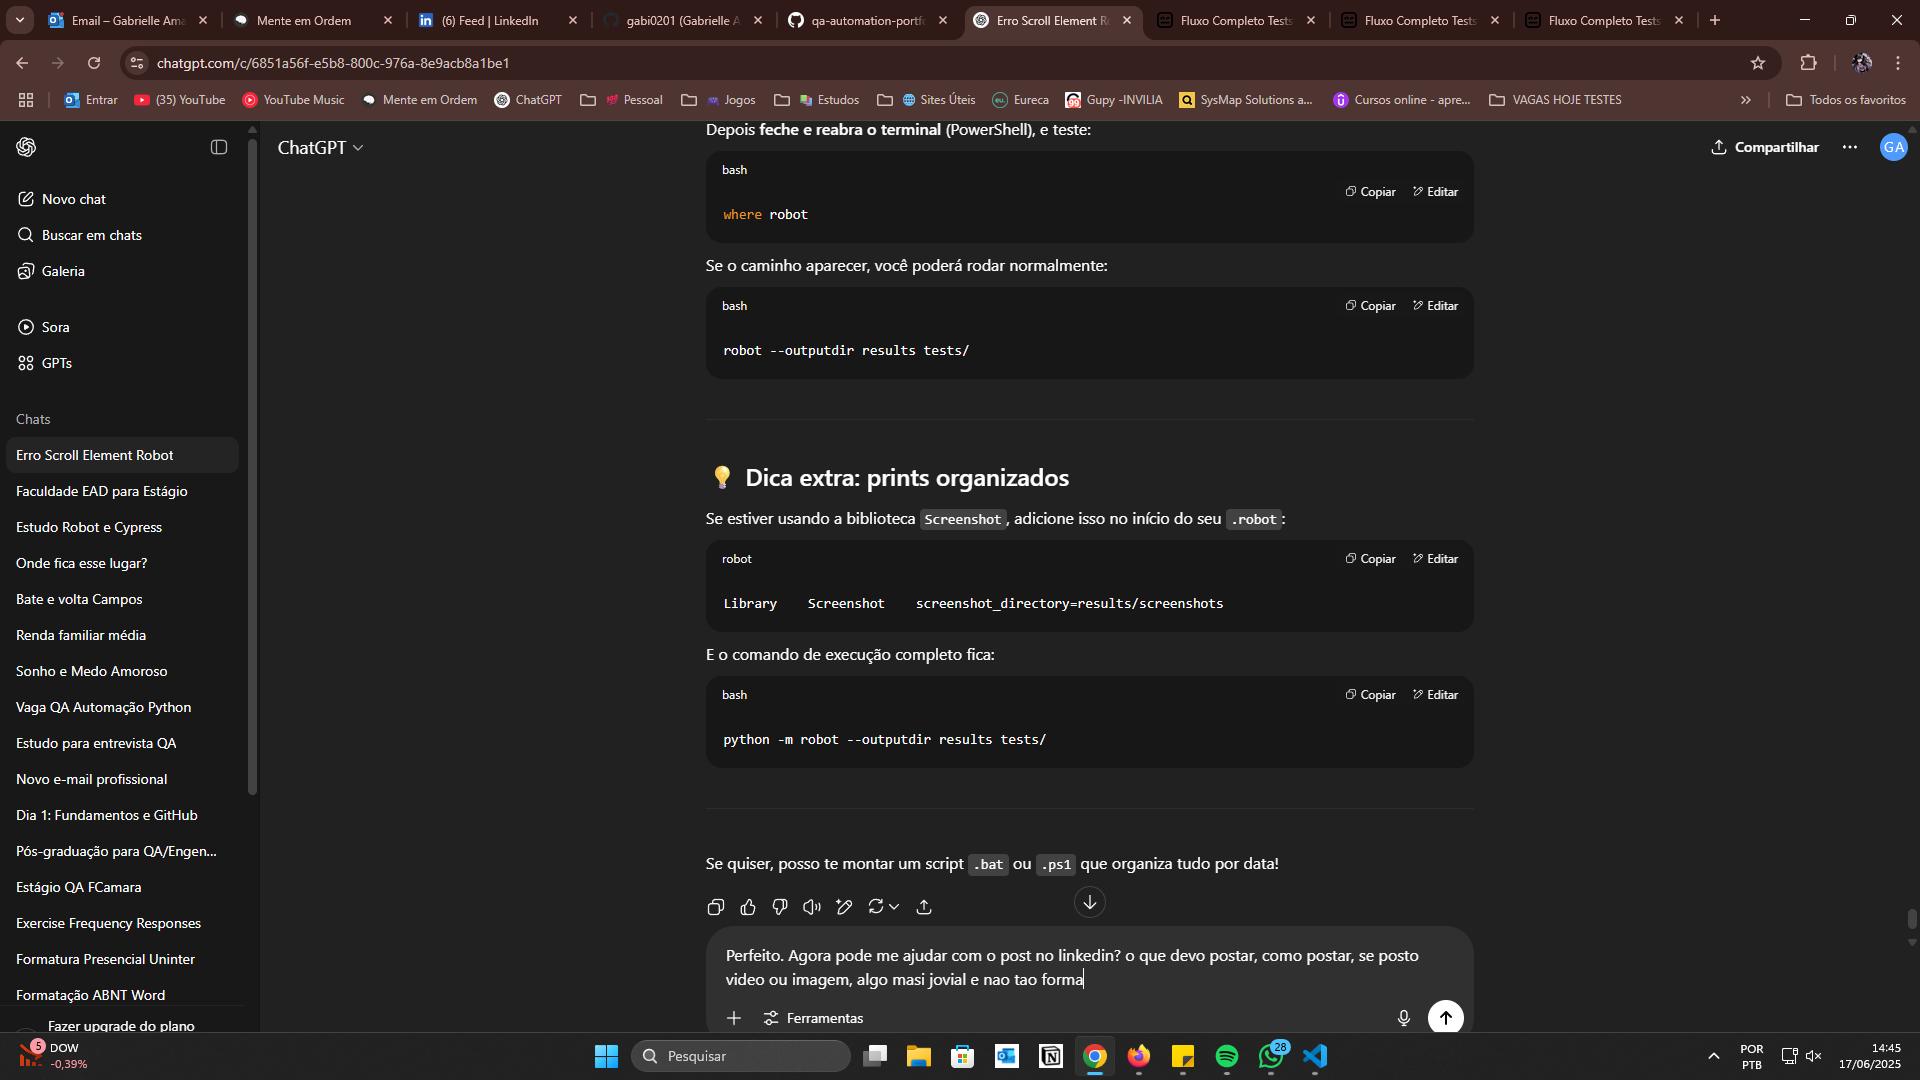 Email – Gabrielle Ama
Mente em Ordem
(6) Feed | LinkedIn
gabi0201 (Gabrielle A
qa-automation-portfo
Erro Scroll Element R
Fluxo Completo Tests
Fluxo Completo Tests
Fluxo Completo Tests
chatgpt.com/c/6851a56f-e5b8-800c-976a-8e9acb8a1be1
Entrar
(35) YouTube
YouTube Music
Mente em Ordem
ChatGPT
Pessoal
Jogos
Estudos
Sites Úteis
Eureca
Gupy -INVILIA
SysMap Solutions a...
Cursos online - apre...
VAGAS HOJE TESTES
Todos os favoritos
ChatGPT
Compartilhar
GA
Novo chat
Buscar em chats
Galeria
Sora
GPTs
Chats
Erro Scroll Element Robot
Faculdade EAD para Estágio
Estudo Robot e Cypress
Onde fica esse lugar?
Bate e volta Campos
Renda familiar média
Sonho e Medo Amoroso
Vaga QA Automação Python
Estudo para entrevista QA
Novo e-mail profissional
Dia 1: Fundamentos e GitHub
Pós-graduação para QA/Engen...
Estágio QA FCamara
Exercise Frequency Responses
Formatura Presencial Uninter
Formatação ABNT Word
Fazer upgrade do plano
Depois feche e reabra o terminal (PowerShell), e teste:
bash
Copiar Editar
where robot
Se o caminho aparecer, você poderá rodar normalmente:
bash
Copiar Editar
robot --outputdir results tests/
💡 Dica extra: prints organizados
Se estiver usando a biblioteca Screenshot, adicione isso no início do seu .robot:
robot
Copiar Editar
Library    Screenshot    screenshot_directory=results/screenshots
E o comando de execução completo fica:
bash
Copiar Editar
python -m robot --outputdir results tests/
Se quiser, posso te montar um script .bat ou .ps1 que organiza tudo por data!
Perfeito. Agora pode me ajudar com o post no linkedin? o que devo postar, como postar, se posto
video ou imagem, algo masi jovial e nao tao forma
Ferramentas
5
DOW
-0,39%
Pesquisar
28
POR
PTB
14:45
17/06/2025